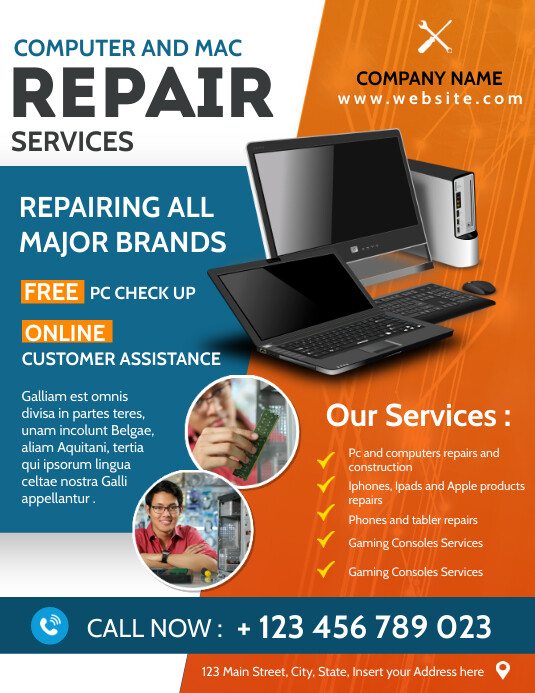 COMPUTER AND MAC
REPAIR
SERVICES
COMPANY NAME
www.website.com
REPAIRING ALL
MAJOR BRANDS
FREE PC CHECK UP
ONLINE
CUSTOMER ASSISTANCE
Galliam est omnis
divisa in partes teres,
unam incolunt Belgae,
aliam Aquitani, tertia
qui ipsorum lingua
celtae nostra Galli
appellantur .
Our Services :
Pc and computers repairs and
construction
Iphones, Ipads and Apple products
repairs
Phones and tabler repairs
Gaming Consoles Services
Gaming Consoles Services
CALL NOW : + 123 456 789 023
123 Main Street, City, State, Insert your Address here